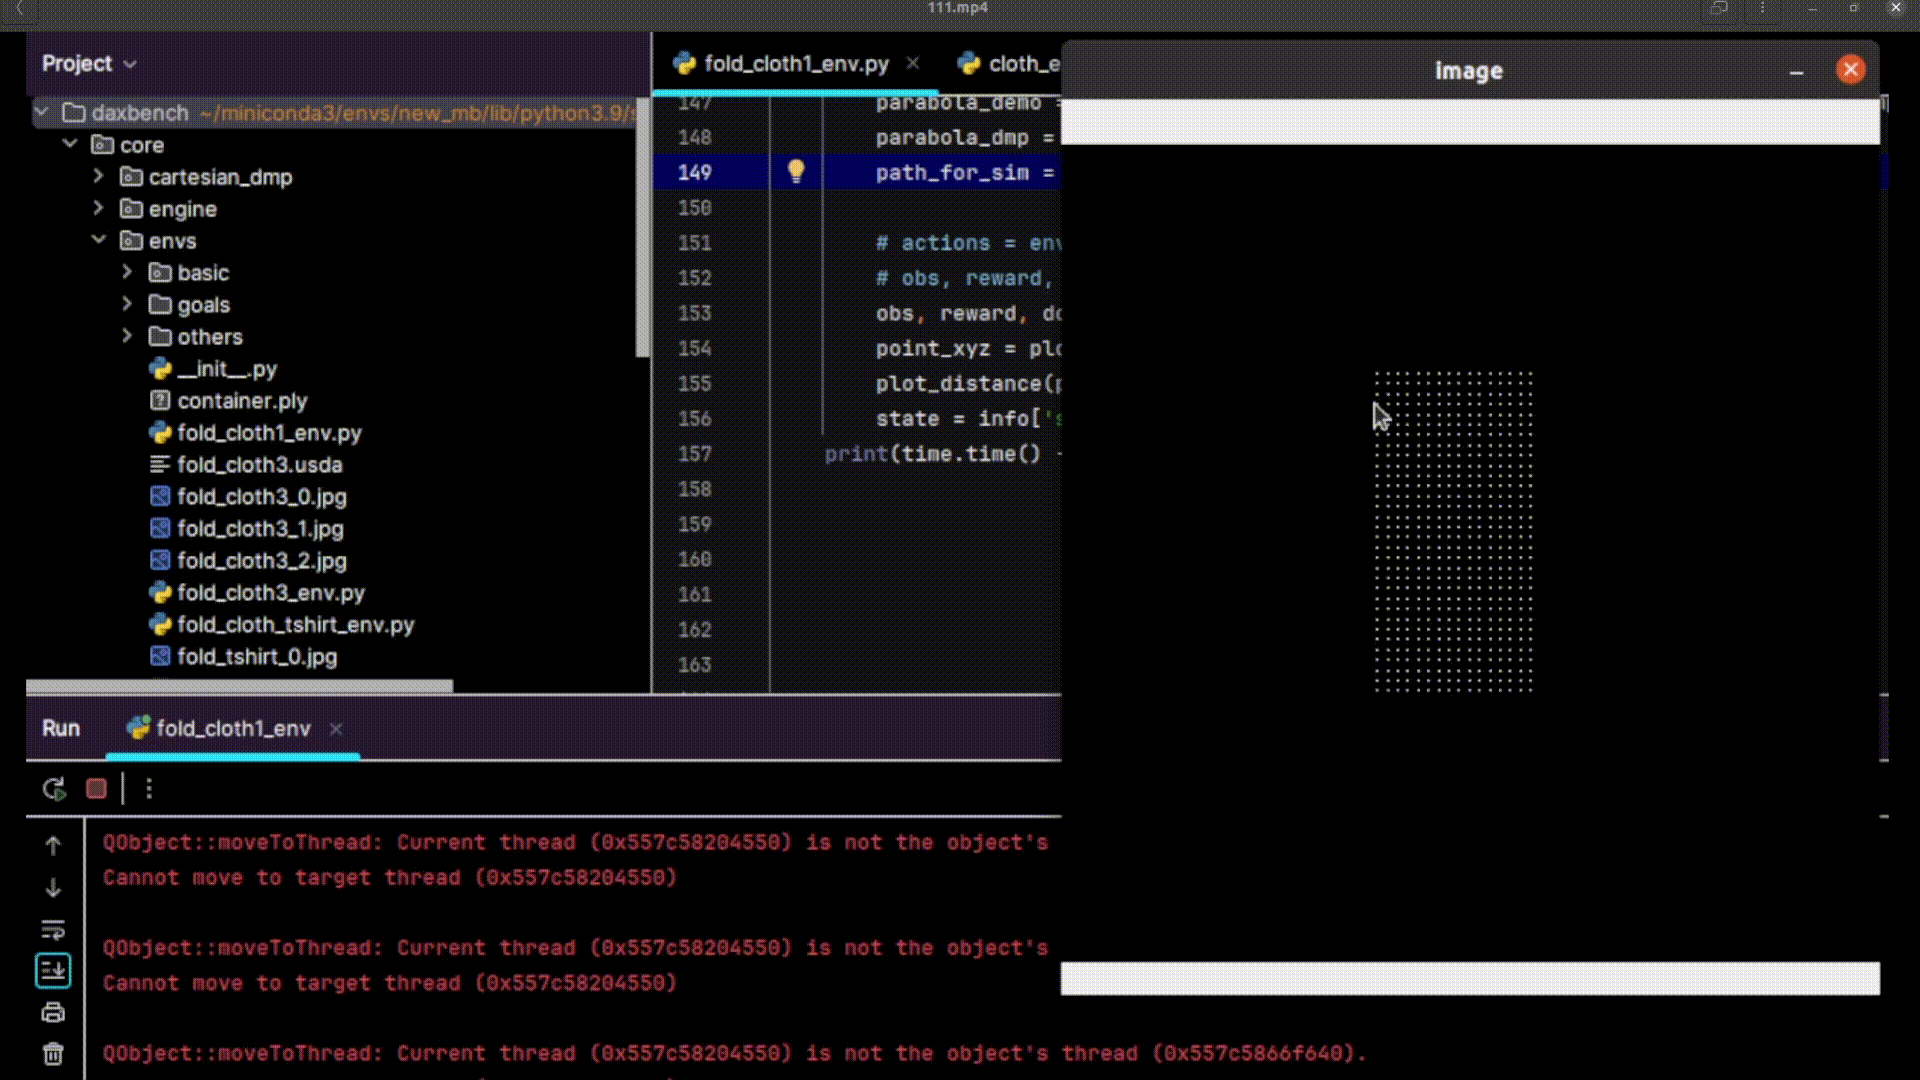 111.mp4
Project
fold_cloth1_env.py
cloth_e
image
daxbench ~/miniconda3/envs/new_mb/lib/python3.9/s
core
cartesian_dmp
engine
envs
basic
goals
others
__init__.py
container.ply
fold_cloth1_env.py
fold_cloth3.usda
fold_cloth3_0.jpg
fold_cloth3_1.jpg
fold_cloth3_2.jpg
fold_cloth3_env.py
fold_cloth_tshirt_env.py
fold_tshirt_0.jpg
147 parabola_demo =
148 parabola_dmp =
149 path_for_sim =
150
151 # actions = env
152 # obs, reward,
153 obs, reward, do
154 point_xyz = plo
155 plot_distance(p
156 state = info['s
157 print(time.time() -
158
159
160
161
162
163
Run
fold_cloth1_env
QObject::moveToThread: Current thread (0x557c58204550) is not the object's
Cannot move to target thread (0x557c58204550)
QObject::moveToThread: Current thread (0x557c58204550) is not the object's
Cannot move to target thread (0x557c58204550)
QObject::moveToThread: Current thread (0x557c58204550) is not the object's thread (0x557c5866f640).